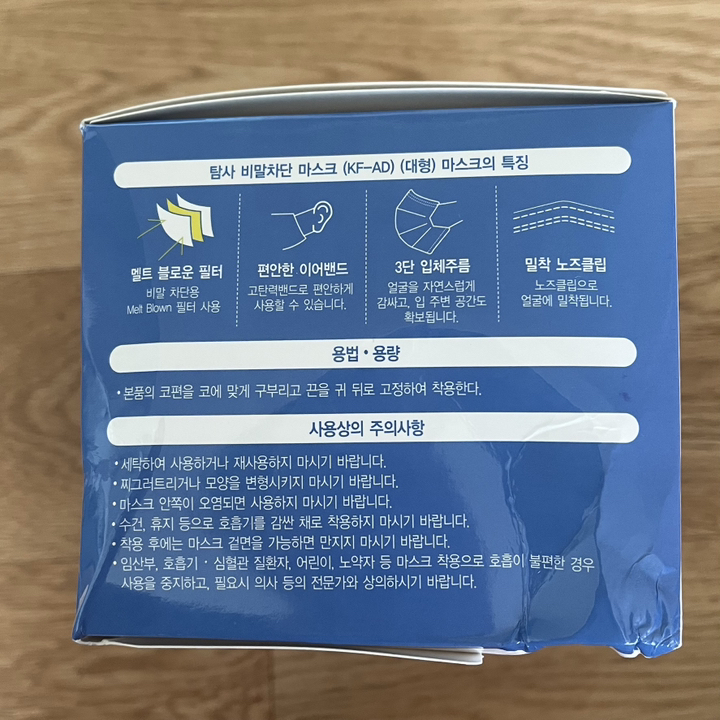 탐사 비말차단 마스크 (KF-AD) (대형) 마스크의 특징
멜트 블로운 필터
비말 차단용
Melt Blown 필터 사용
편안한 이어밴드
고탄력밴드로 편안하게
사용할 수 있습니다.
3단 입체주름
얼굴을 자연스럽게
감싸고, 입 주변 공간도
확보됩니다.
밀착 노즈클립
노즈클립으로
얼굴에 밀착됩니다.
용법 • 용량
• 본품의 코편을 코에 맞게 구부리고 끈을 귀 뒤로 고정하여 착용한다.
사용상의 주의사항
• 세탁하여 사용하거나 재사용하지 마시기 바랍니다.
• 찌그러트리거나 모양을 변형시키지 마시기 바랍니다.
• 마스크 안쪽이 오염되면 사용하지 마시기 바랍니다.
• 수건, 휴지 등으로 호흡기를 감싼 채로 착용하지 마시기 바랍니다.
• 착용 후에는 마스크 겉면을 가능하면 만지지 마시기 바랍니다.
• 임산부, 호흡기 · 심혈관 질환자, 어린이, 노약자 등 마스크 착용으로 호흡이 불편한 경우
사용을 중지하고, 필요시 의사 등의 전문가와 상의하시기 바랍니다.